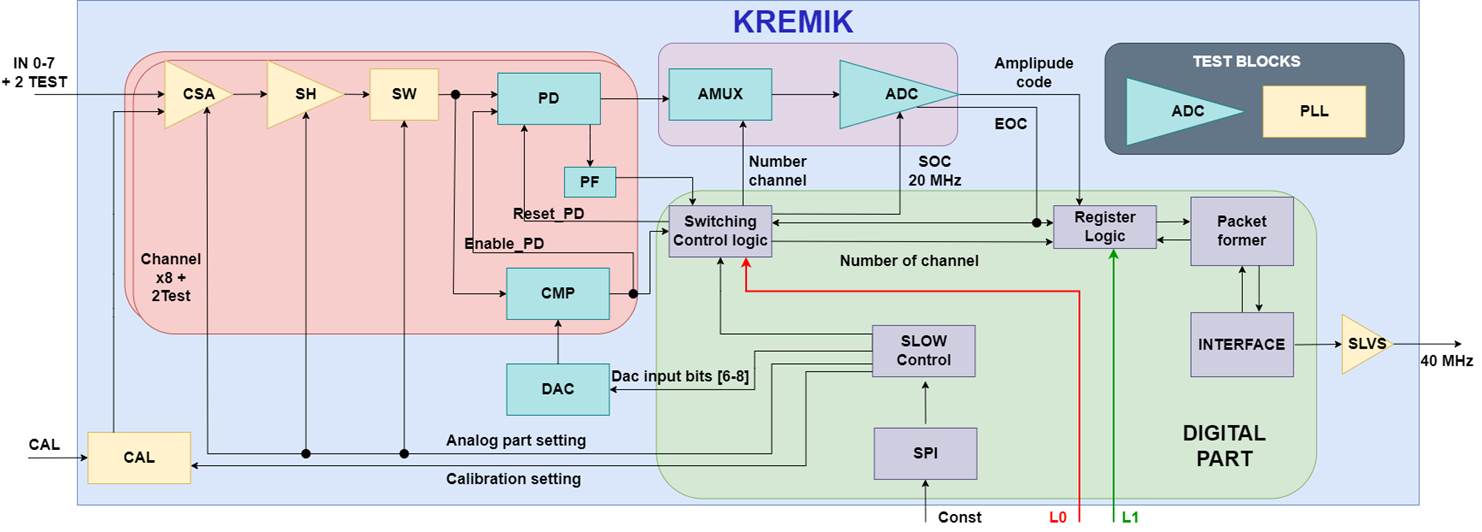 KREMIK
IN 0-7
+ 2 TEST
CSA
SH
SW
PD
PF
AMUX
ADC
Amplipude
code
EOC
TEST BLOCKS
ADC
PLL
Number
channel
SOC
20 MHz
Reset_PD
Enable_PD
Switching
Control logic
Register
Logic
Packet
former
Channel
x8 +
2Test
CMP
Number of channel
DAC
Dac input bits [6-8]
SLOW
Control
INTERFACE
SLVS
40 MHz
CAL
CAL
Analog part setting
Calibration setting
SPI
DIGITAL
PART
Const
L0
L1